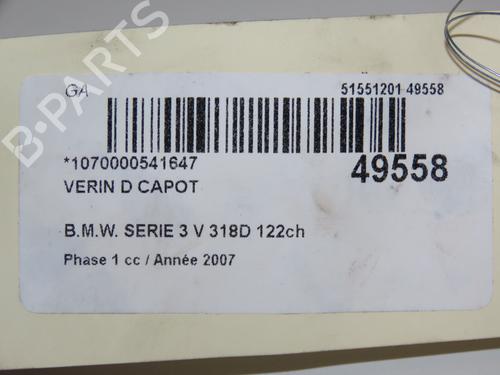 GA
51551201 49558
*1070000541647
49558
VERIN D CAPOT
B.M.W. SERIE 3 V 318D 122ch
Phase 1 cc / Année 2007
B-PARTS